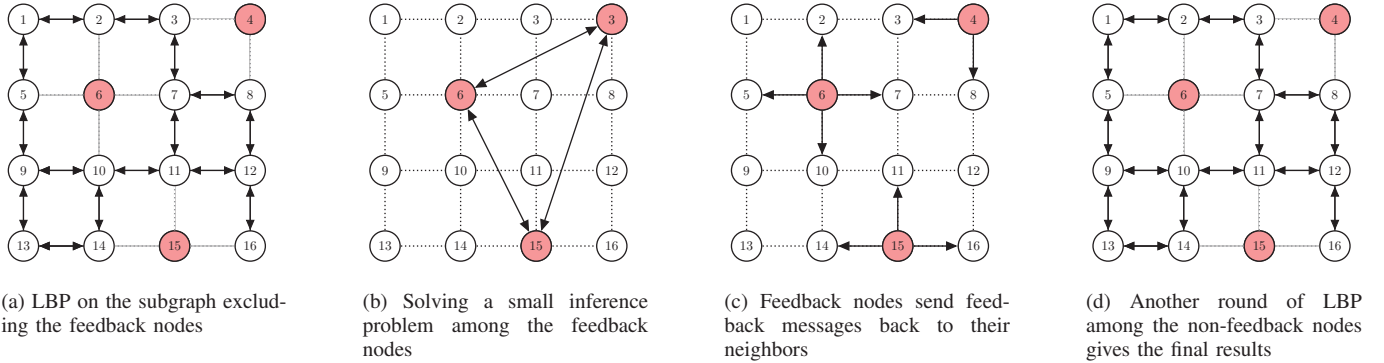 1 2 3 4
5 6 7 8
9 10 11 12
13 14 15 16
(a) LBP on the subgraph exclud-
ing the feedback nodes
1 2 3 3
5 6 7 8
9 10 11 12
13 14 15 16
(b) Solving a small inference
problem among the feedback
nodes
1 2 3 4
5 6 7 8
9 10 11 12
13 14 15 16
(c) Feedback nodes send feed-
back messages back to their
neighbors
1 2 3 4
5 6 7 8
9 10 11 12
13 14 15 16
(d) Another round of LBP
among the non-feedback nodes
gives the final results